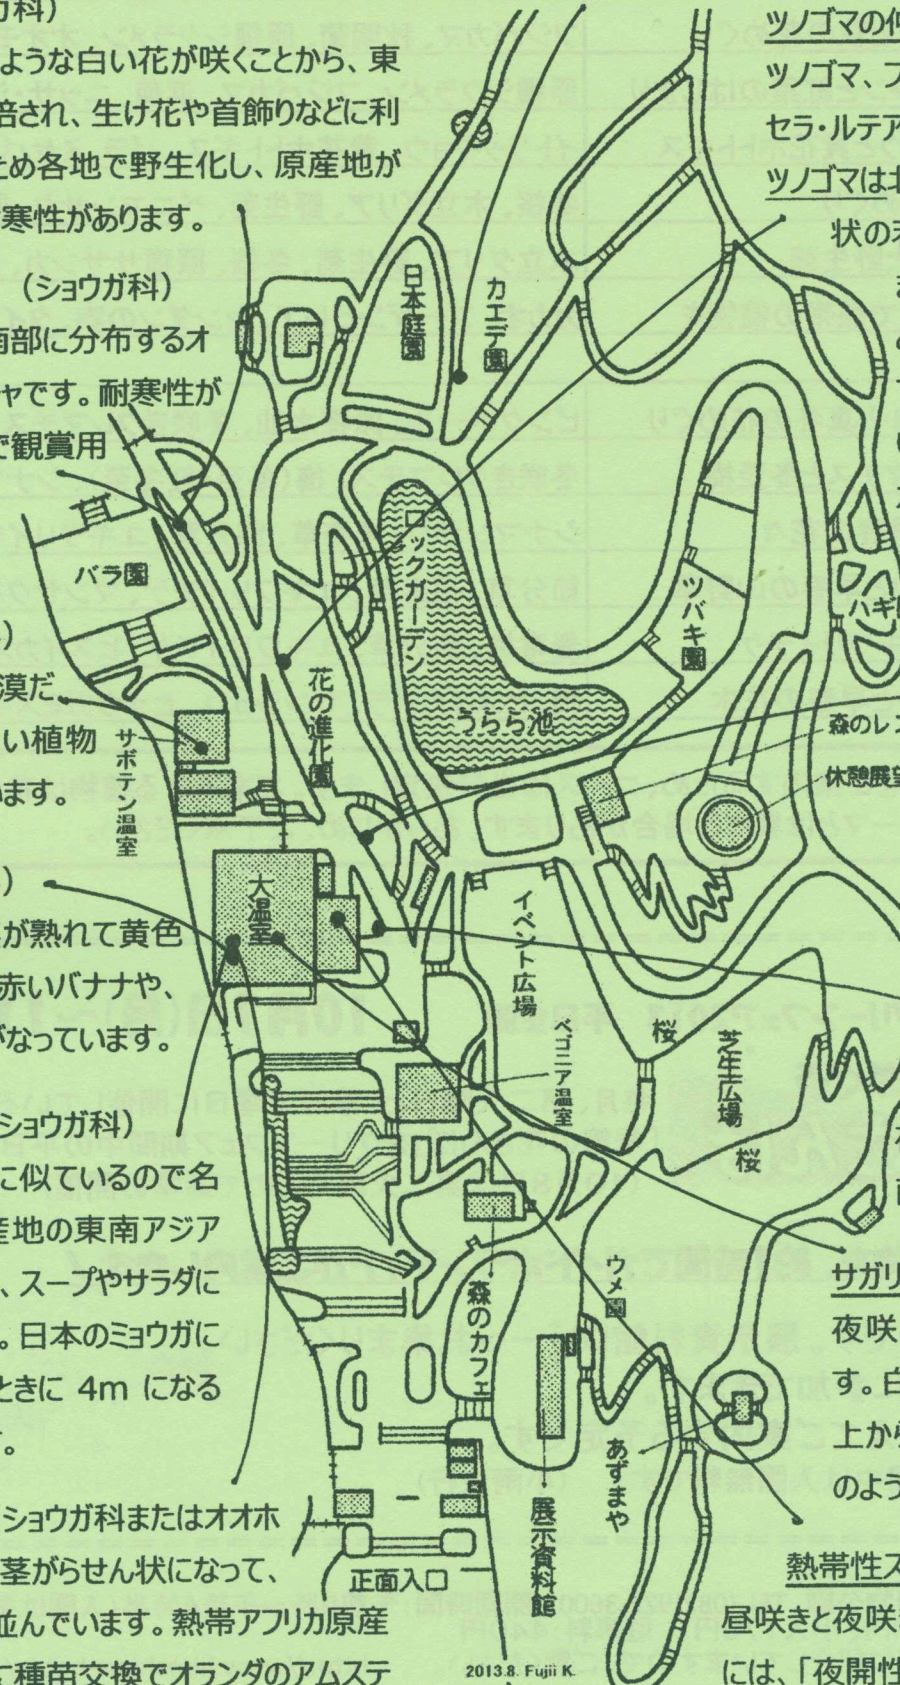 カ科)
ような白い花が咲くことから、東
培され、生け花や首飾りなどに利
ため各地で野生化し、原産地が
寒性があります。
(ショウガ科)
南部に分布するオ
ャです。耐寒性が
で観賞用
)
漠だ
い植物
います。
)
が熟れて黄色
赤いバナナや、
がなっています。
ショウガ科)
に似ているので名
産地の東南アジア
、スープやサラダに
。日本のミョウガに
ときに 4m になる
。
ショウガ科またはオオホ
茎がらせん状になって、
並んでいます。熱帯アフリカ原産
に種苗交換でオランダのアムステ
日本庭園
カエデ園
バラ園
ロックガーデン
ツバキ園
ハギ
花の進化園
うらら池
サボテン温室
森のレ
休憩展望
大温室
イベント広場
ベゴニア温室
桜
芝生広場
桜
森のカフェ
ウメ園
あずまや
展示資料館
正面入口
2013.8. Fujii K.
ツノゴマの
ツノゴマ、フ
セラ・ルテア
ツノゴマは北
状の
サガリ
夜咲
す。白
上から
のよう
熱帯性ス
昼咲きと夜咲き
には、「夜開性